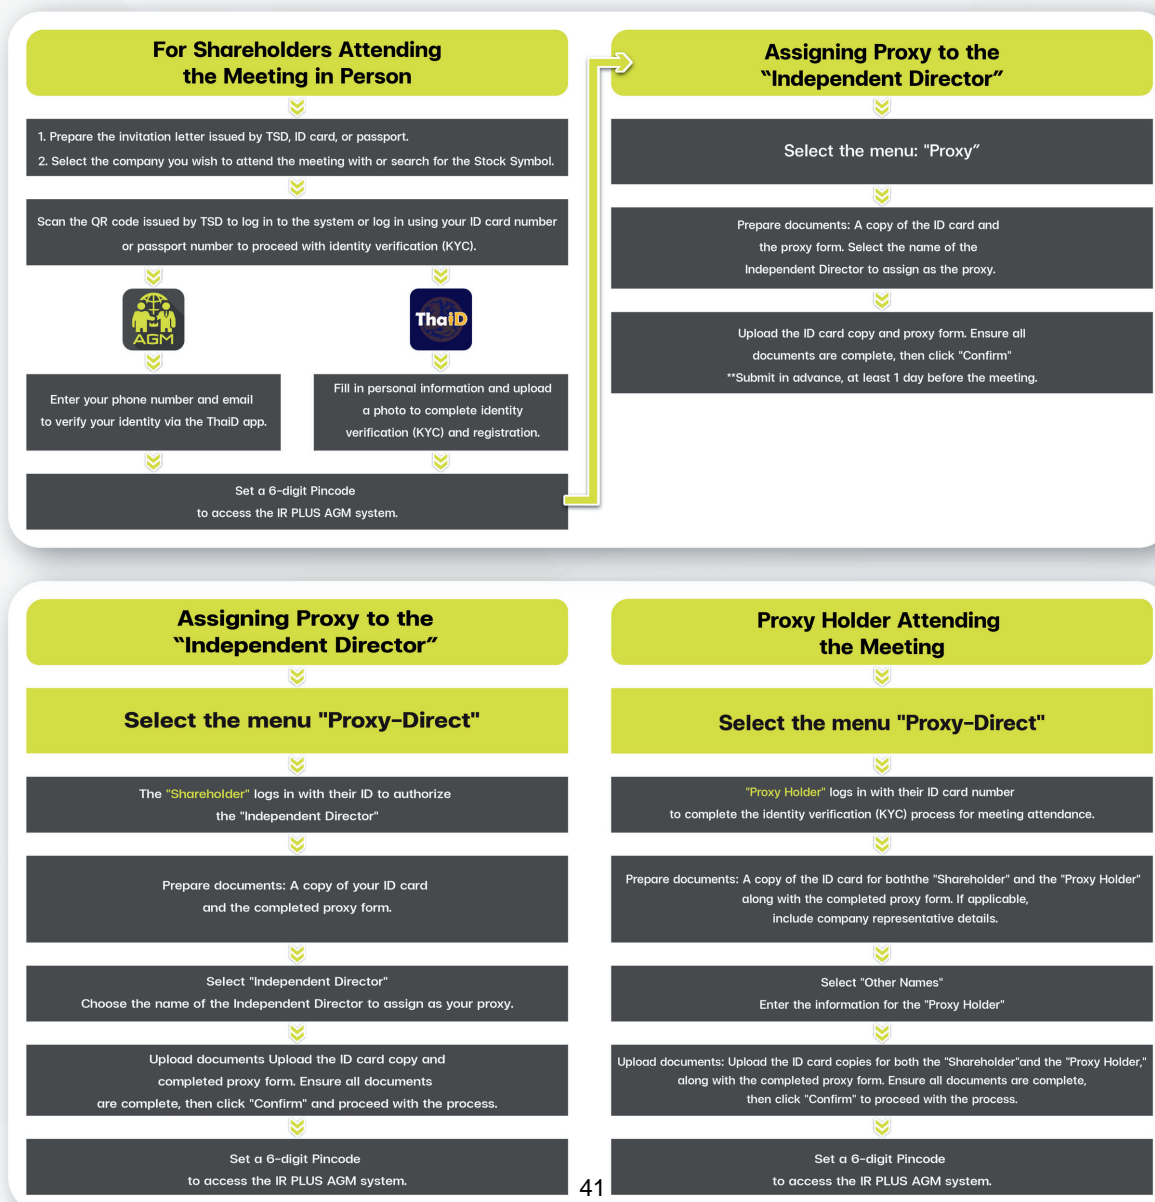 For Shareholders Attending
the Meeting in Person
1. Prepare the invitation letter issued by TSD, ID card, or passport.
2. Select the company you wish to attend the meeting with or search for the Stock Symbol.
Scan the QR code issued by TSD to log in to the system or log in using your ID card number
or passport number to proceed with identity verification (KYC).
AGM
ThaiD
Enter your phone number and email
to verify your identity via the ThaiD app.
Fill in personal information and upload
a photo to complete identity
verification (KYC) and registration.
Set a 6-digit Pincode
to access the IR PLUS AGM system.
Assigning Proxy to the
“Independent Director”
Select the menu: "Proxy”
Prepare documents: A copy of the ID card and
the proxy form. Select the name of the
Independent Director to assign as the proxy.
Upload the ID card copy and proxy form. Ensure all
documents are complete, then click "Confirm"
**Submit in advance, at least 1 day before the meeting.
Assigning Proxy to the
“Independent Director”
Select the menu "Proxy-Direct"
The "Shareholder" logs in with their ID to authorize
the "Independent Director"
Prepare documents: A copy of your ID card
and the completed proxy form.
Select "Independent Director"
Choose the name of the Independent Director to assign as your proxy.
Upload documents Upload the ID card copy and
completed proxy form. Ensure all documents
are complete, then click "Confirm" and proceed with the process.
Set a 6-digit Pincode
to access the IR PLUS AGM system.
Proxy Holder Attending
the Meeting
Select the menu "Proxy-Direct"
"Proxy Holder" logs in with their ID card number
to complete the identity verification (KYC) process for meeting attendance.
Prepare documents: A copy of the ID card for boththe "Shareholder" and the "Proxy Holder"
along with the completed proxy form. If applicable,
include company representative details.
Select "Other Names"
Enter the information for the "Proxy Holder"
Upload documents: Upload the ID card copies for both the "Shareholder"and the "Proxy Holder,"
along with the completed proxy form. Ensure all documents are complete,
then click "Confirm" to proceed with the process.
Set a 6-digit Pincode
to access the IR PLUS AGM system.
41